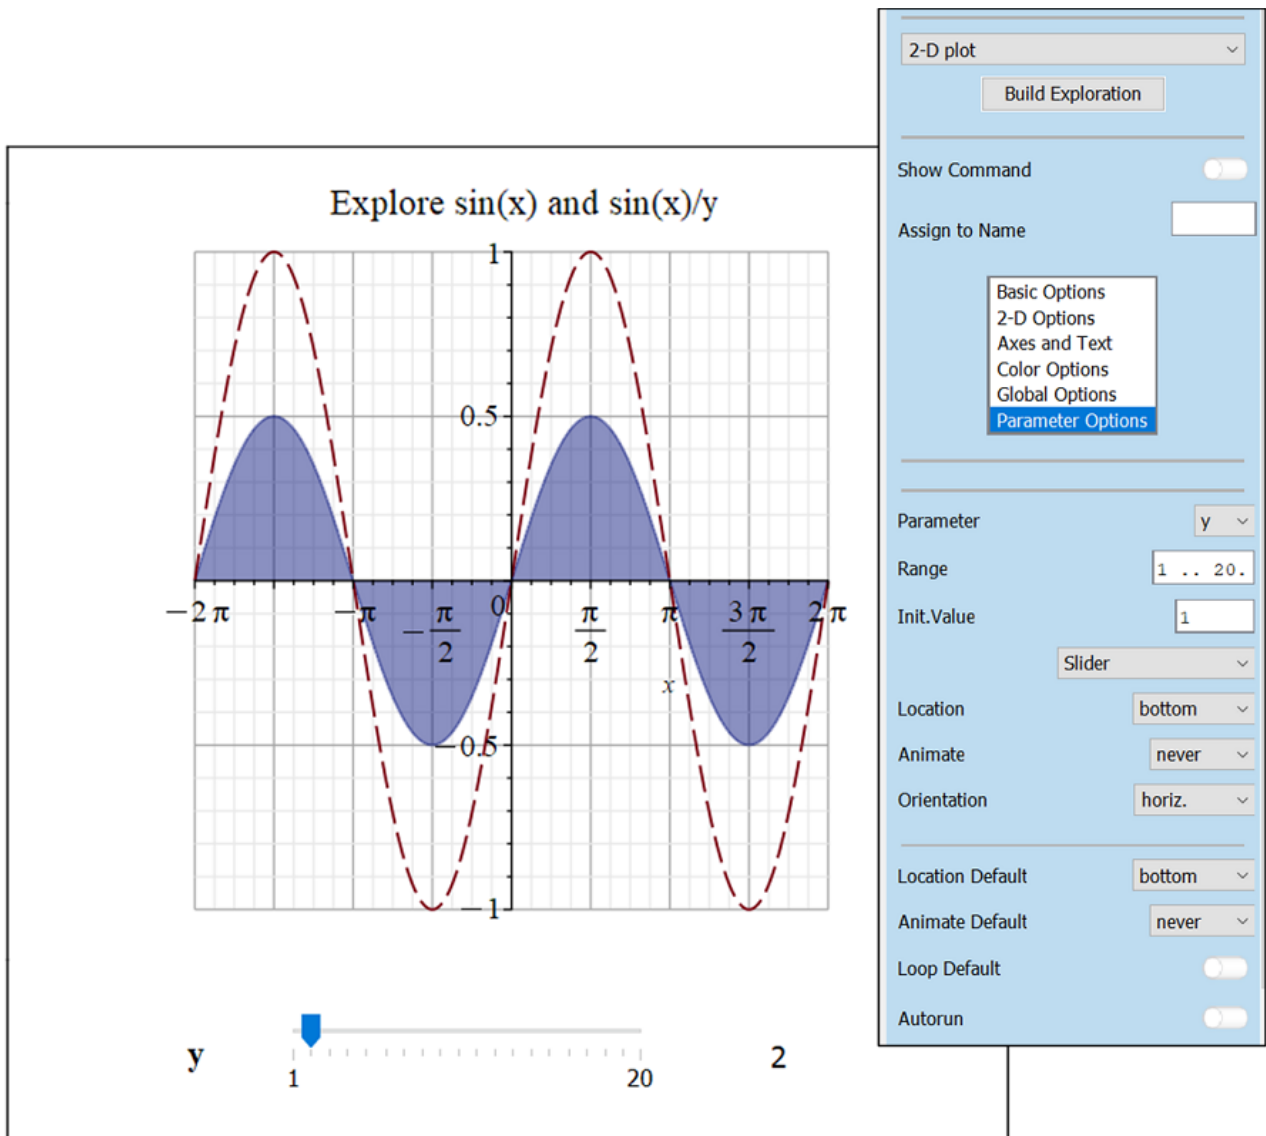 2-D plot
Build Exploration
Show Command
Assign to Name
Basic Options
2-D Options
Axes and Text
Color Options
Global Options
Parameter Options
Parameter y
Range 1 .. 20.
Init.Value 1
Slider
Location bottom
Animate never
Orientation horiz.
Location Default bottom
Animate Default never
Loop Default
Autorun
Explore sin(x) and sin(x)/y
1
0.5
−2π −π −π/2 0 π/2 π 3π/2 2π
x
−0.5
−1
y 2
1 20